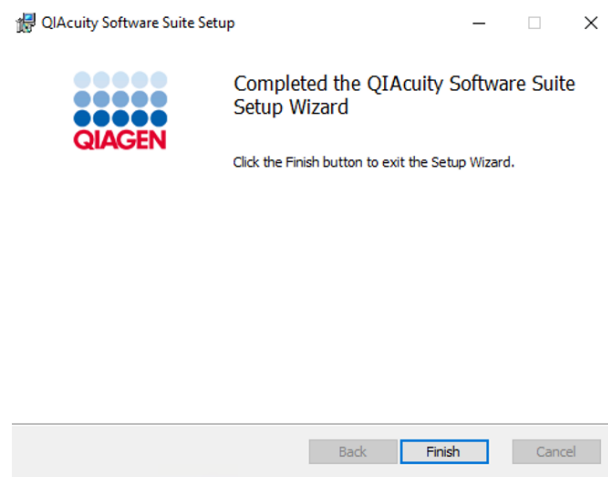 QIAcuity Software Suite Setup
QIAGEN
Completed the QIAcuity Software Suite
Setup Wizard
Click the Finish button to exit the Setup Wizard.
Back
Finish
Cancel